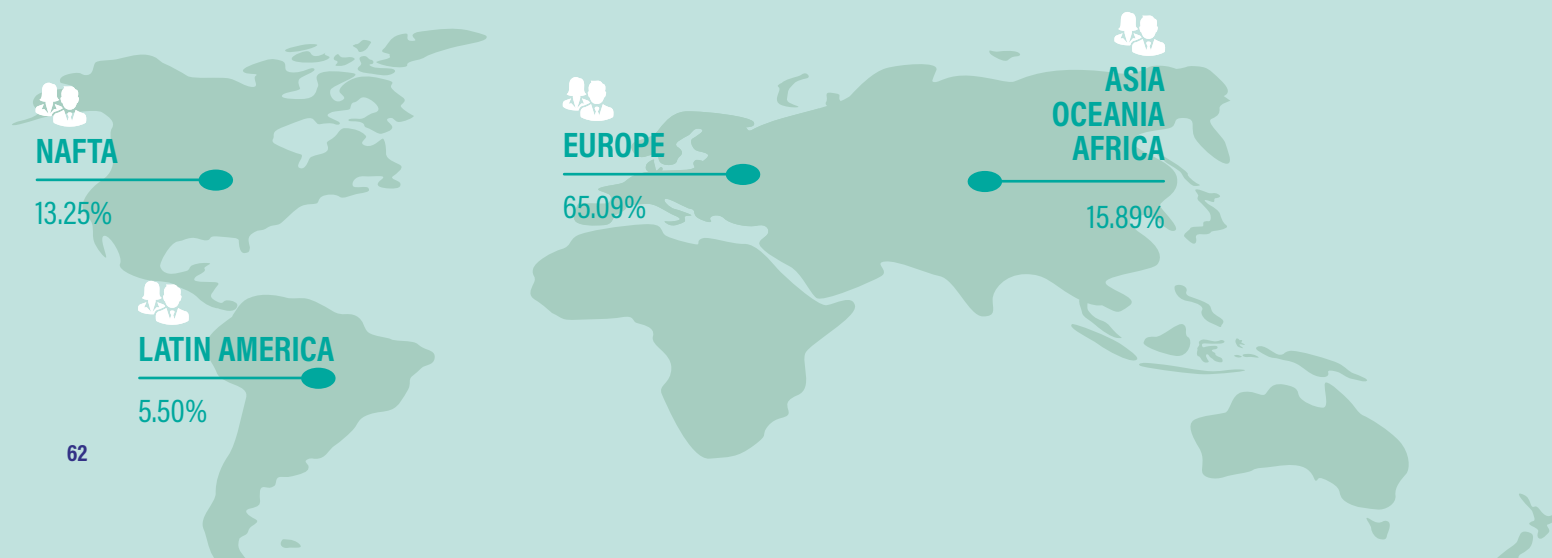 NAFTA
13.25%
LATIN AMERICA
5.50%
EUROPE
65.09%
ASIA
OCEANIA
AFRICA
15.89%
62